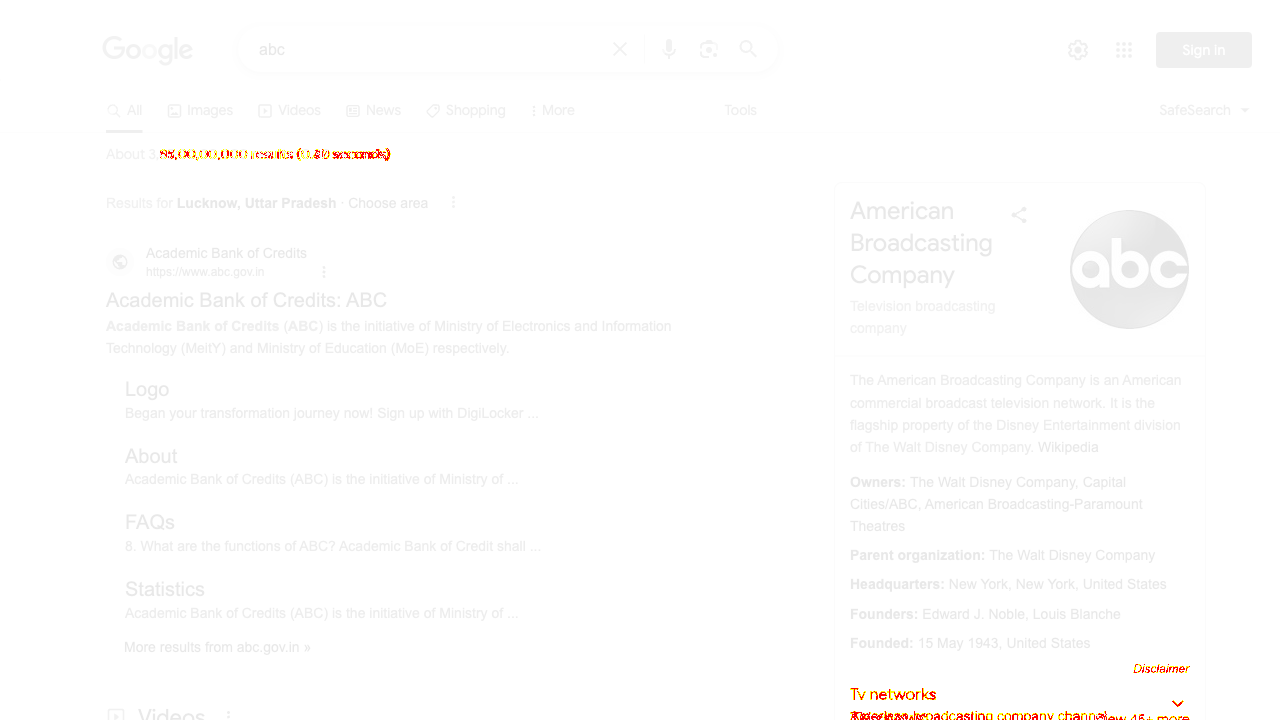 Google
abc
Sign in
All
Images
Videos
News
Shopping
More
Tools
SafeSearch
About
Results for Lucknow, Uttar Pradesh · Choose area
Academic Bank of Credits
https://www.abc.gov.in
Academic Bank of Credits: ABC
Academic Bank of Credits (ABC) is the initiative of Ministry of Electronics and Information
Technology (MeitY) and Ministry of Education (MoE) respectively.
Logo
Began your transformation journey now! Sign up with DigiLocker ...
About
Academic Bank of Credits (ABC) is the initiative of Ministry of ...
FAQs
8. What are the functions of ABC? Academic Bank of Credit shall ...
Statistics
Academic Bank of Credits (ABC) is the initiative of Ministry of ...
More results from abc.gov.in »
Videos
American
Broadcasting
Company
Television broadcasting
company
abc
The American Broadcasting Company is an American
commercial broadcast television network. It is the
flagship property of the Disney Entertainment division
of The Walt Disney Company. Wikipedia
Owners: The Walt Disney Company, Capital
Cities/ABC, American Broadcasting-Paramount
Theatres
Parent organization: The Walt Disney Company
Headquarters: New York, New York, United States
Founders: Edward J. Noble, Louis Blanche
Founded: 15 May 1943, United States
Disclaimer
Tv networks
broadcasting company channel